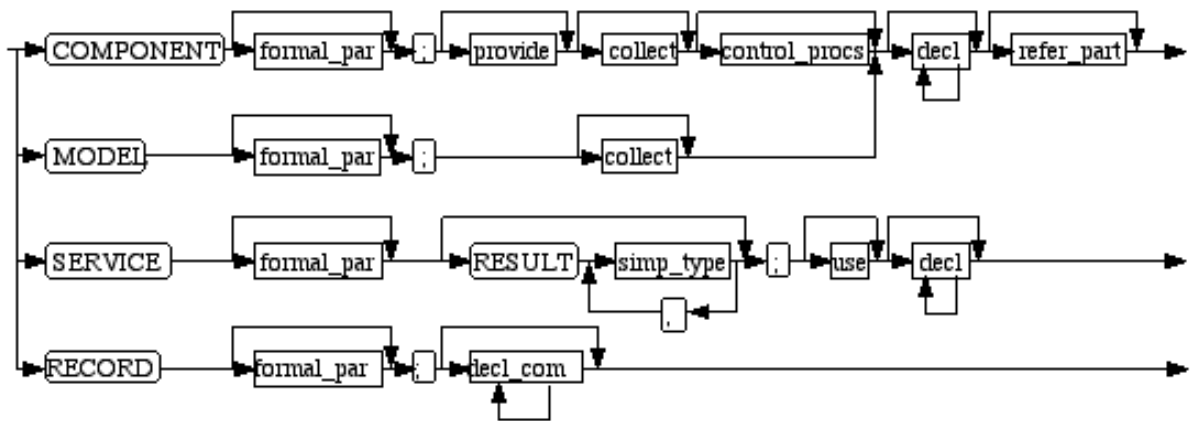 COMPONENT formal_par ; provide collect control_procs decl refer_part
MODEL formal_par ; collect
SERVICE formal_par RESULT simp_type ; use decl
,
RECORD formal_par ; decl_com